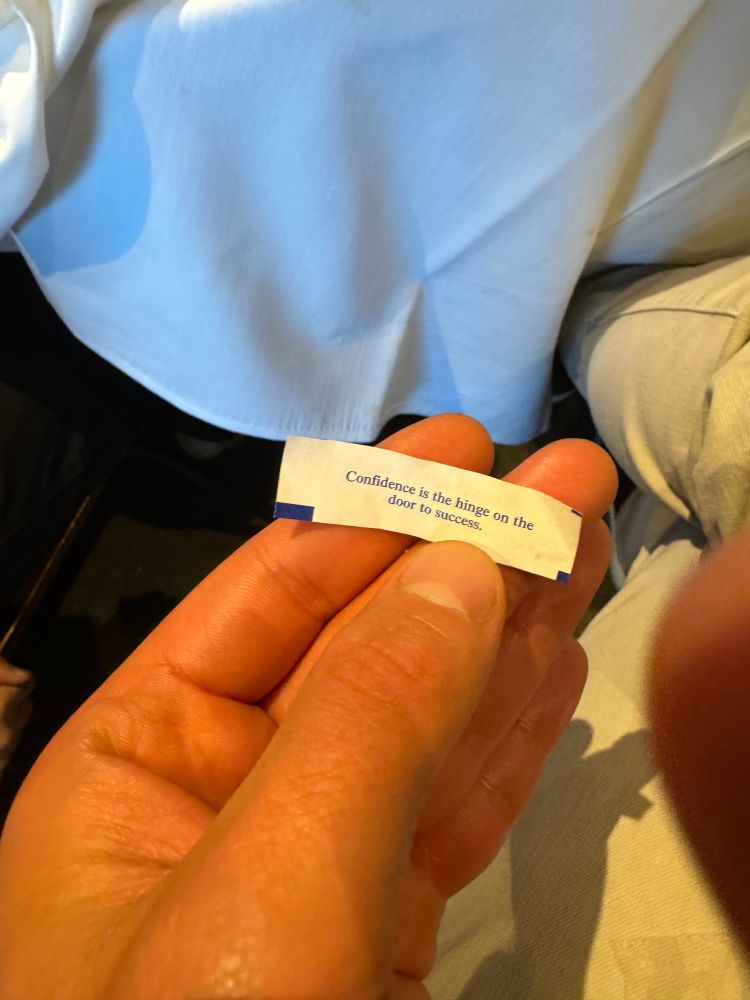 Confidence is the hinge on the
door to success.